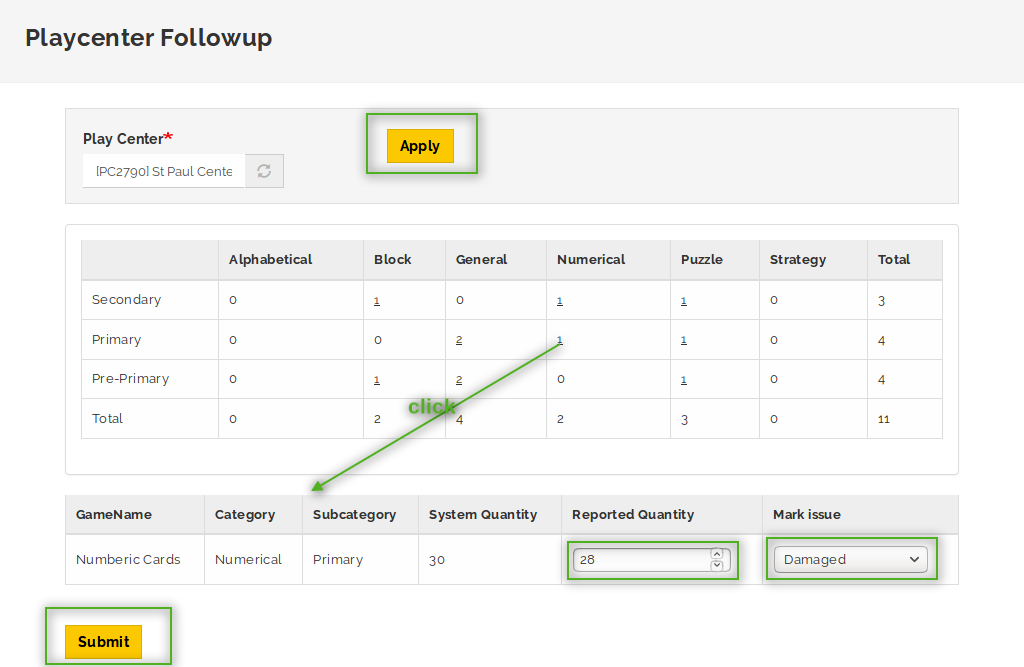 Playcenter Followup
Play Center*
Apply
[PC2790] St Paul Cente
Alphabetical Block General Numerical Puzzle Strategy Total
Secondary 0 1 0 1 1 0 3
Primary 0 0 2 1 1 0 4
Pre-Primary 0 1 2 0 1 0 4
click
Total 0 2 4 2 3 0 11
GameName Category Subcategory System Quantity Reported Quantity Mark issue
Numberic Cards Numerical Primary 30 28 Damaged
Submit